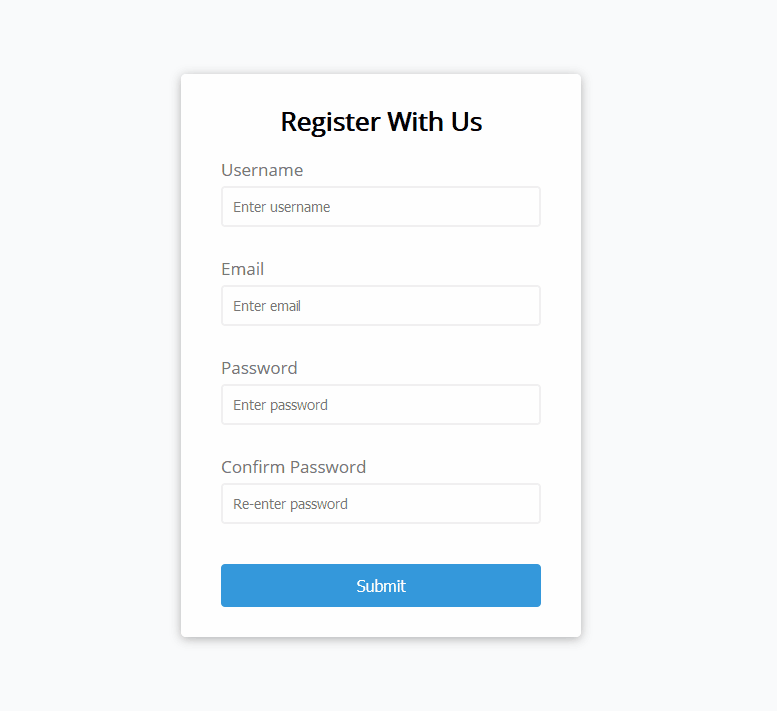 Register With Us
Username
Enter username
Email
Enter email
Password
Enter password
Confirm Password
Re-enter password
Submit